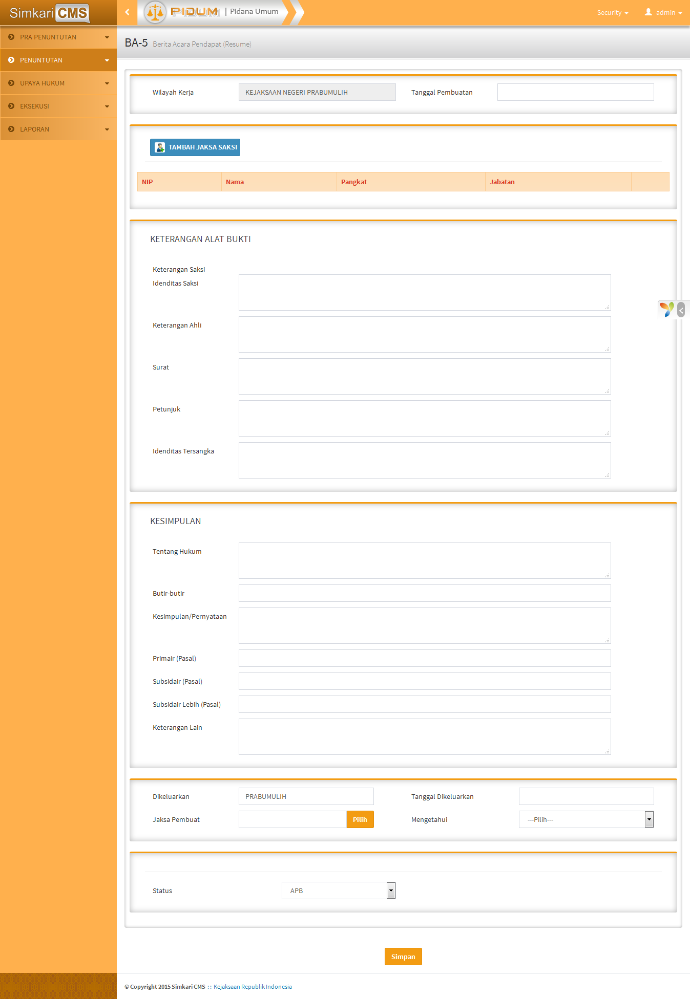 Simkari CMS
PIDUM | Pidana Umum
Security
admin
PRA PENUNTUTAN
PENUNTUTAN
UPAYA HUKUM
EKSEKUSI
LAPORAN
BA-5 Berita Acara Pendapat (Resume)
Wilayah Kerja KEJAKSAAN NEGERI PRABUMULIH Tanggal Pembuatan
TAMBAH JAKSA SAKSI
NIP Nama Pangkat Jabatan
KETERANGAN ALAT BUKTI
Keterangan Saksi
Idenditas Saksi
Keterangan Ahli
Surat
Petunjuk
Idenditas Tersangka
KESIMPULAN
Tentang Hukum
Butir-butir
Kesimpulan/Pernyataan
Primair (Pasal)
Subsidair (Pasal)
Subsidair Lebih (Pasal)
Keterangan Lain
Dikeluarkan PRABUMULIH Tanggal Dikeluarkan
Jaksa Pembuat Pilih Mengetahui ---Pilih---
Status APB
Simpan
© Copyright 2015 Simkari CMS :: Kejaksaan Republik Indonesia